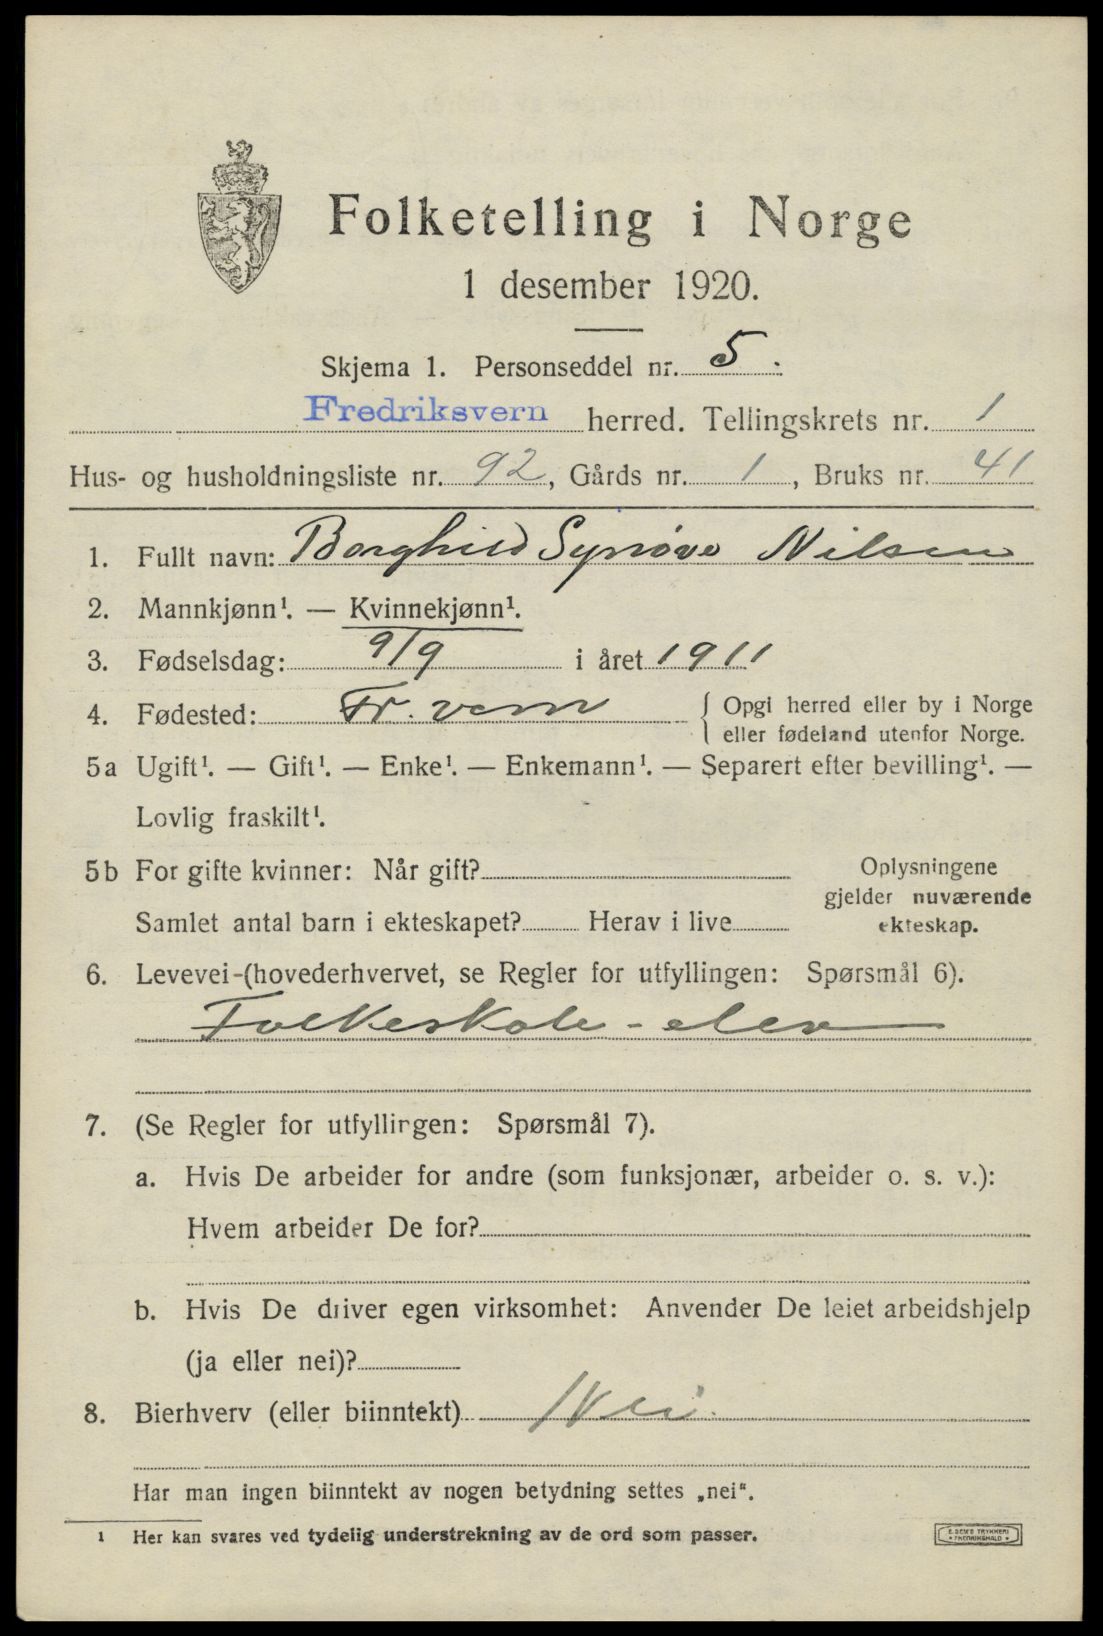 Folketelling i Norge
1 desember 1920.
Skjema 1. Personseddel nr. 5.
Fredriksvern herred. Tellingskrets nr. 1
Hus- og husholdningsliste nr. 92, Gårds nr. 1, Bruks nr. 41
1. Fullt navn: Borghild Synøve Nilsen
2. Mannkjønn¹. — Kvinnekjønn¹.
3. Fødselsdag: 9/9 i året 1911
4. Fødested: Fr. vern { Opgi herred eller by i Norge
eller fødeland utenfor Norge.
5a Ugift¹. — Gift¹. — Enke¹. — Enkemann¹. — Separert efter bevilling¹. —
Lovlig fraskilt¹.
5b For gifte kvinner: Når gift? Oplysningene
gjelder nuværende
Samlet antal barn i ekteskapet? Herav i live ekteskap.
6. Levevei (hovederhvervet, se Regler for utfyllingen: Spørsmål 6).
Folkeskole-elev
7. (Se Regler for utfyllingen: Spørsmål 7).
a. Hvis De arbeider for andre (som funksjonær, arbeider o. s. v.):
Hvem arbeider De for?
b. Hvis De driver egen virksomhet: Anvender De leiet arbeidshjelp
(ja eller nei)?
8. Bierhverv (eller biinntekt) Nei.
Har man ingen biinntekt av nogen betydning settes „nei".
¹ Her kan svares ved tydelig understrekning av de ord som passer.
E. SEM'S TRYKKERI
• FREDRIKSHALD •